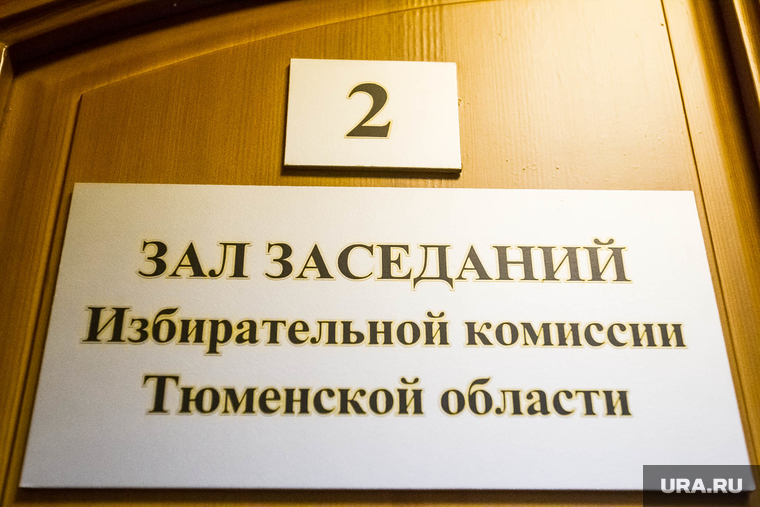 2
ЗАЛ ЗАСЕДАНИЙ
Избирательной комиссии
Тюменской области
URA.RU